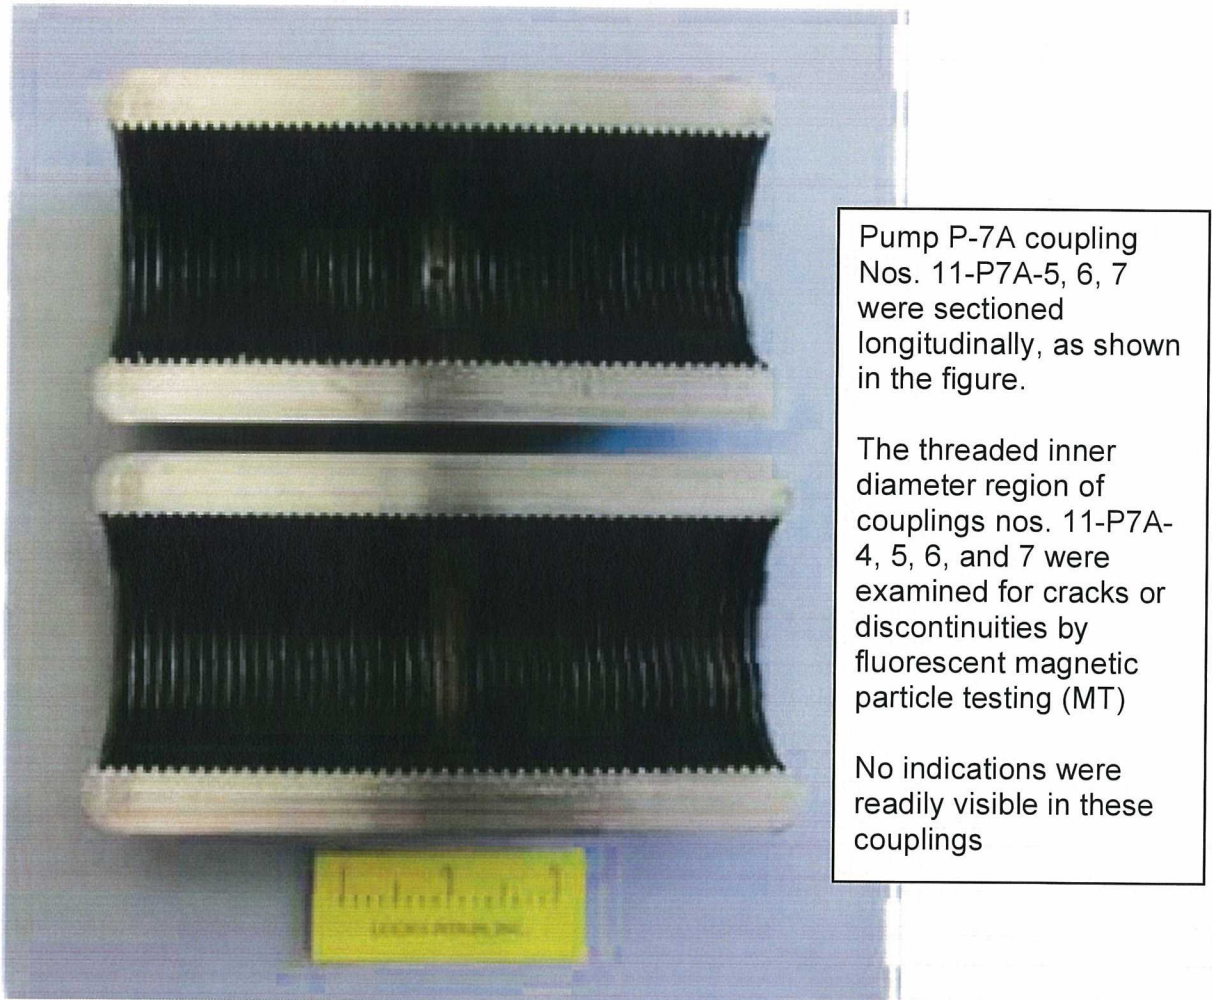 Pump P-7A coupling
Nos. 11-P7A-5, 6, 7
were sectioned
longitudinally, as shown
in the figure.
The threaded inner
diameter region of
couplings nos. 11-P7A-
4, 5, 6, and 7 were
examined for cracks or
discontinuities by
fluorescent magnetic
particle testing (MT)
No indications were
readily visible in these
couplings